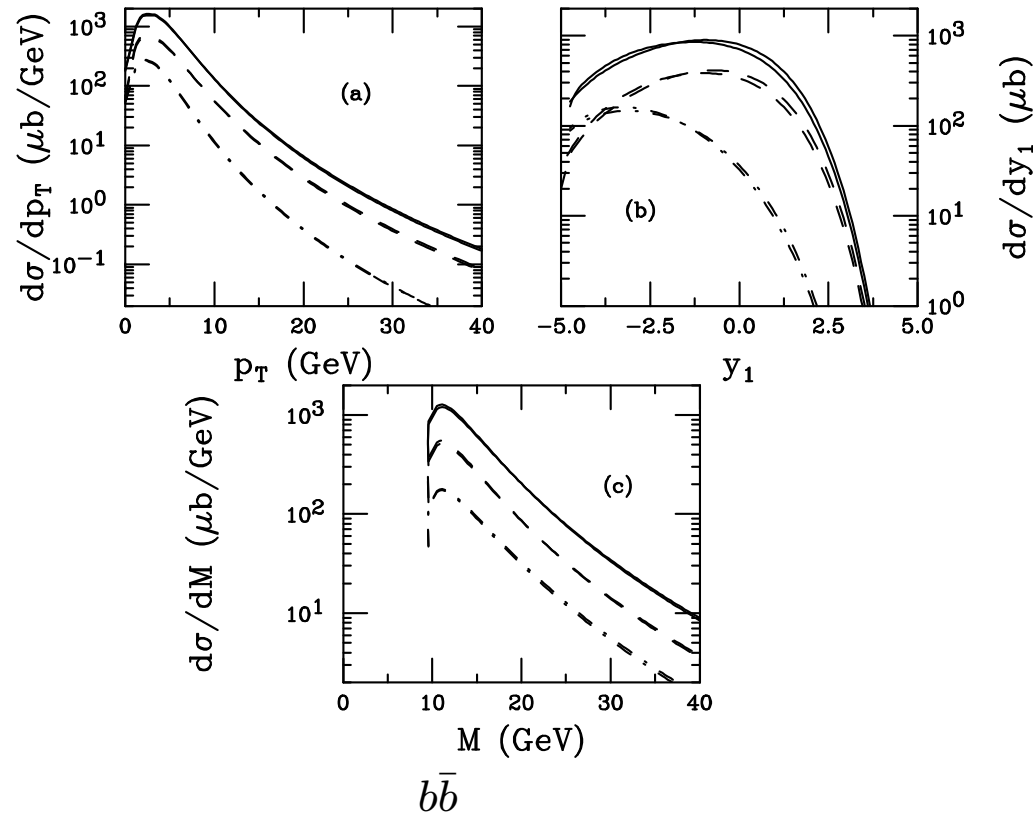 dσ/dp_T (μb/GeV)
10³
10²
10¹
10⁰
10⁻¹
(a)
0 10 20 30 40
p_T (GeV)
(b)
10³
10²
10¹
10⁰
dσ/dy₁ (μb)
−5.0 −2.5 0.0 2.5 5.0
y₁
dσ/dM (μb/GeV)
10³
10²
10¹
(c)
0 10 20 30 40
M (GeV)
bb̄